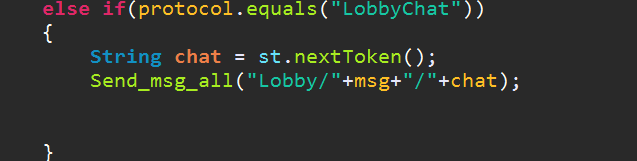 else if(protocol.equals("LobbyChat"))
{
String chat = st.nextToken();
Send_msg_all("Lobby/"+msg+"/"+chat);
}